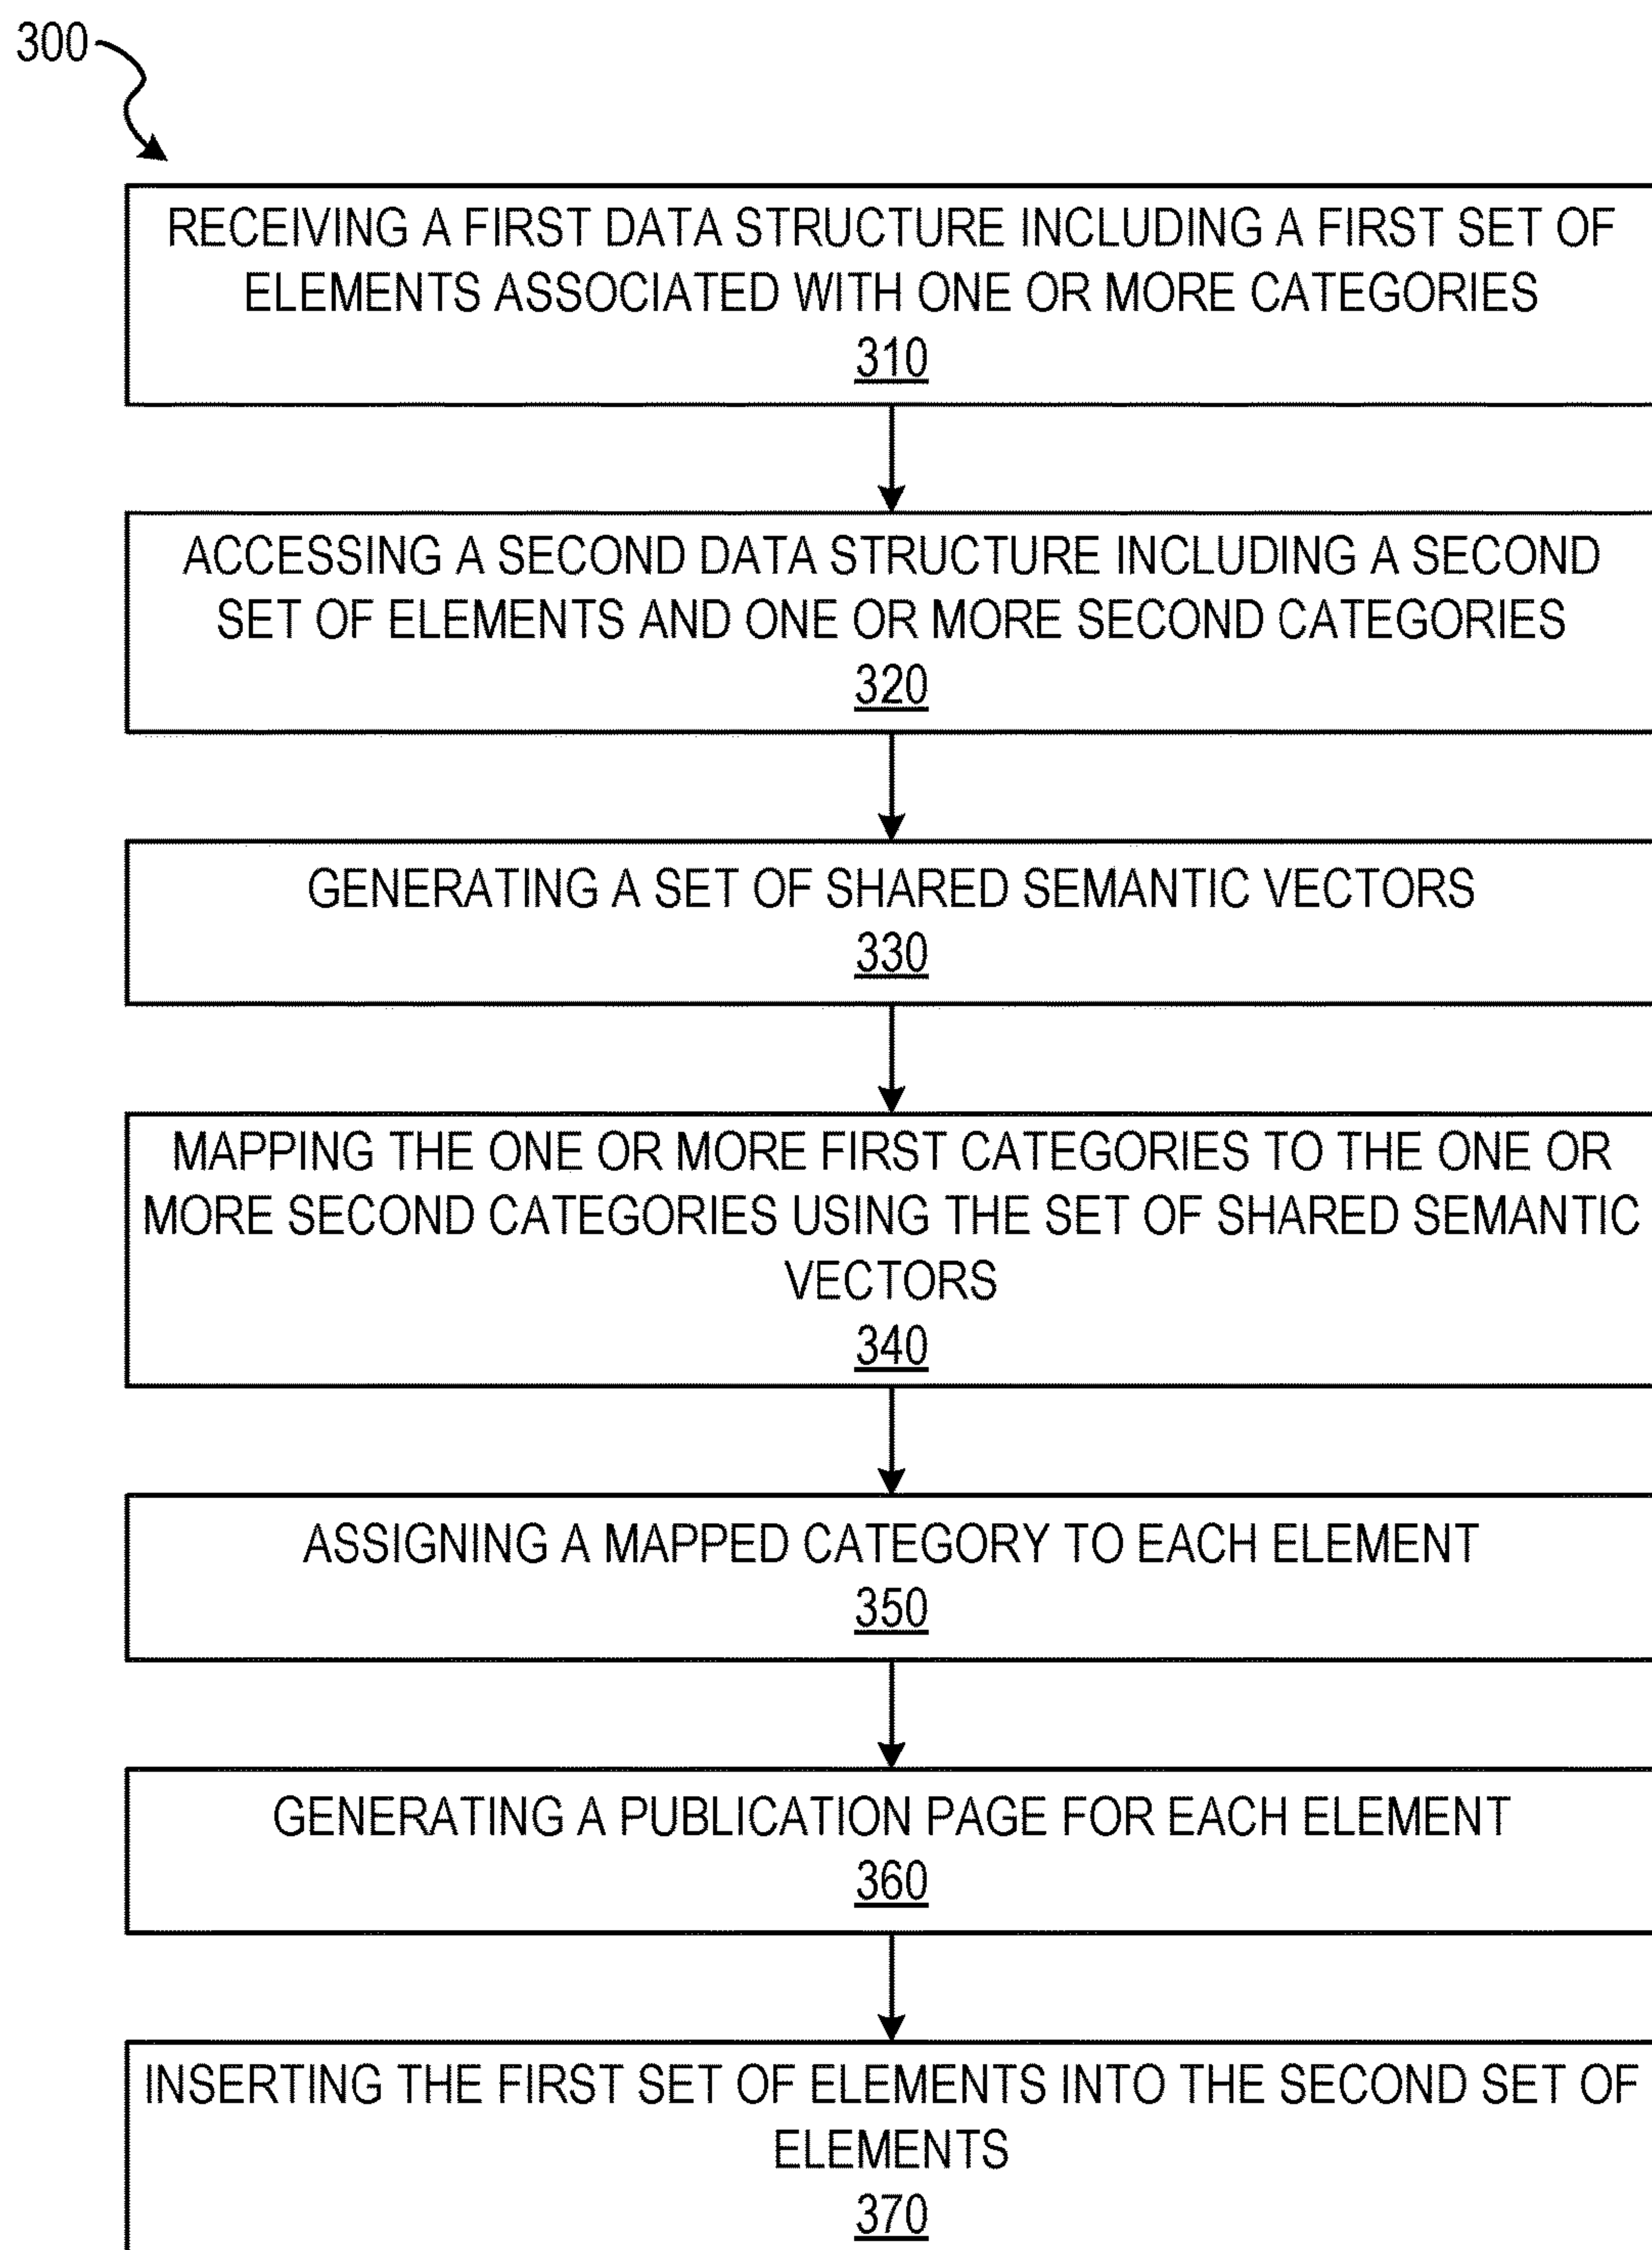 300
RECEIVING A FIRST DATA STRUCTURE INCLUDING A FIRST SET OF
ELEMENTS ASSOCIATED WITH ONE OR MORE CATEGORIES
310
ACCESSING A SECOND DATA STRUCTURE INCLUDING A SECOND
SET OF ELEMENTS AND ONE OR MORE SECOND CATEGORIES
320
GENERATING A SET OF SHARED SEMANTIC VECTORS
330
MAPPING THE ONE OR MORE FIRST CATEGORIES TO THE ONE OR
MORE SECOND CATEGORIES USING THE SET OF SHARED SEMANTIC
VECTORS
340
ASSIGNING A MAPPED CATEGORY TO EACH ELEMENT
350
GENERATING A PUBLICATION PAGE FOR EACH ELEMENT
360
INSERTING THE FIRST SET OF ELEMENTS INTO THE SECOND SET OF
ELEMENTS
370